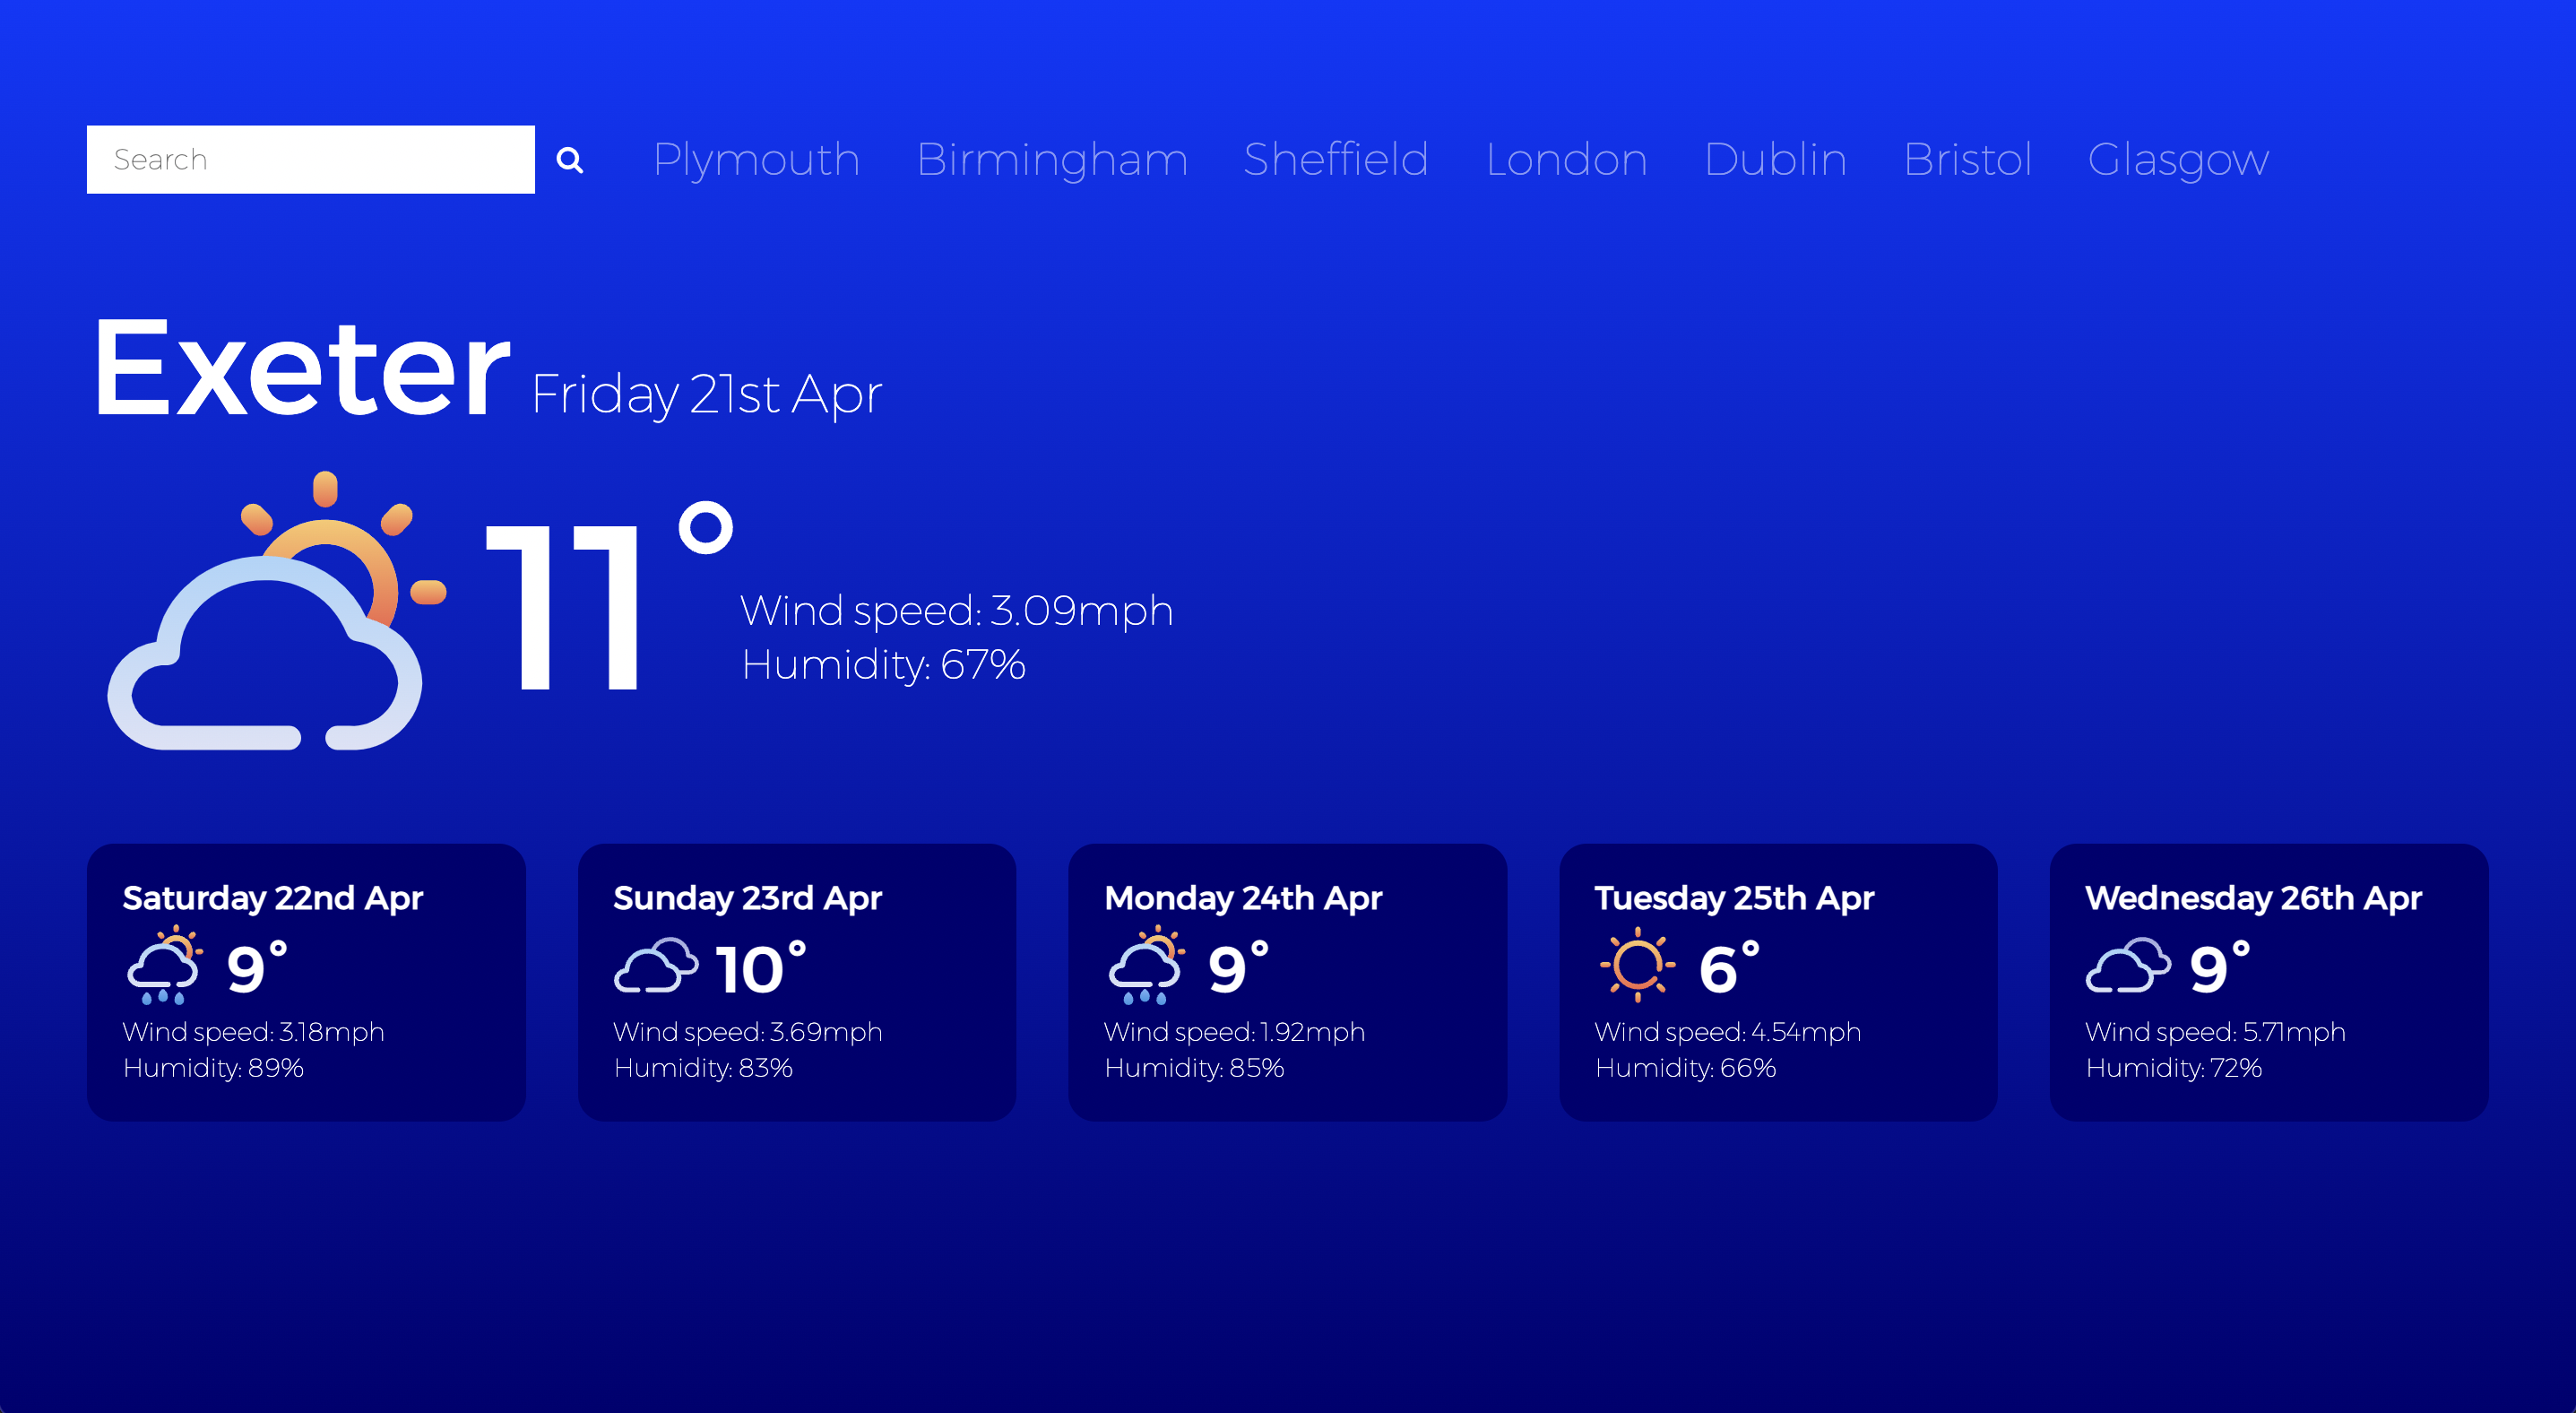 Search
Plymouth Birmingham Sheffield London Dublin Bristol Glasgow
Exeter Friday 21st Apr
11°
Wind speed: 3.09mph
Humidity: 67%
Saturday 22nd Apr
9°
Wind speed: 3.18mph
Humidity: 89%
Sunday 23rd Apr
10°
Wind speed: 3.69mph
Humidity: 83%
Monday 24th Apr
9°
Wind speed: 1.92mph
Humidity: 85%
Tuesday 25th Apr
6°
Wind speed: 4.54mph
Humidity: 66%
Wednesday 26th Apr
9°
Wind speed: 5.71mph
Humidity: 72%